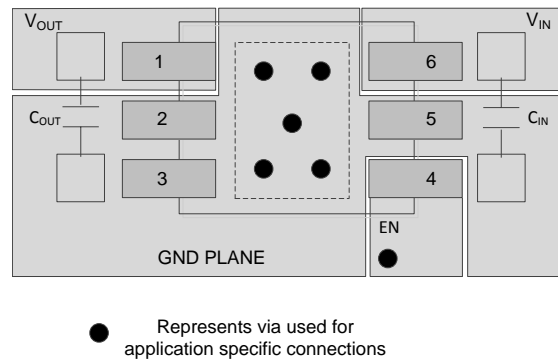 VOUT
VIN
1
6
COUT
2
5
CIN
3
4
EN
GND PLANE
Represents via used for
application specific connections